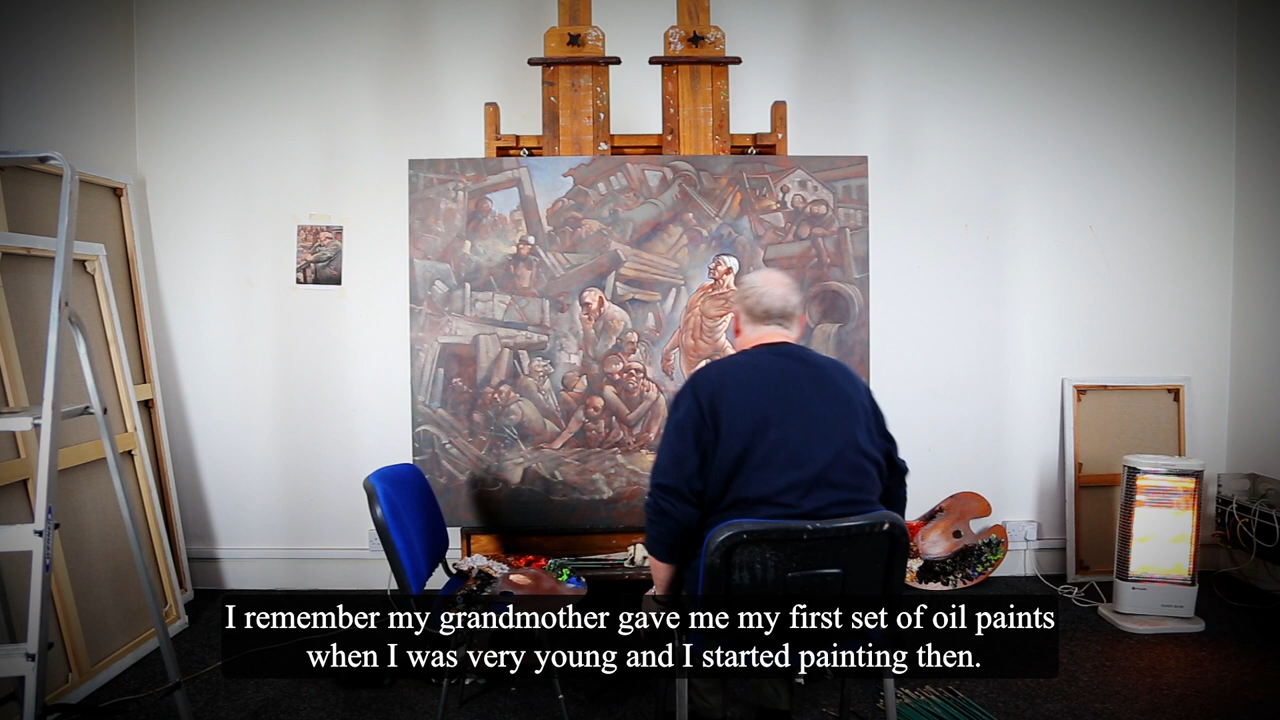 I remember my grandmother gave me my first set of oil paints
when I was very young and I started painting then.